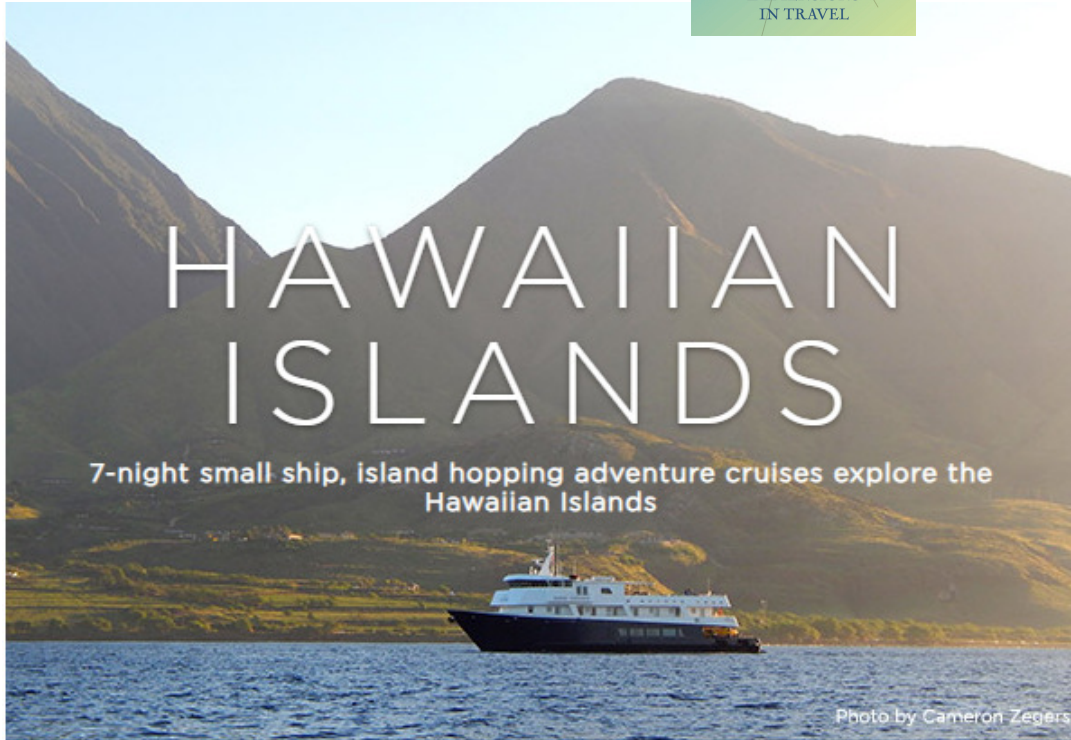 IN TRAVEL
HAWAIIAN
ISLANDS
7-night small ship, island hopping adventure cruises explore the
Hawaiian Islands
Photo by Cameron Zegers